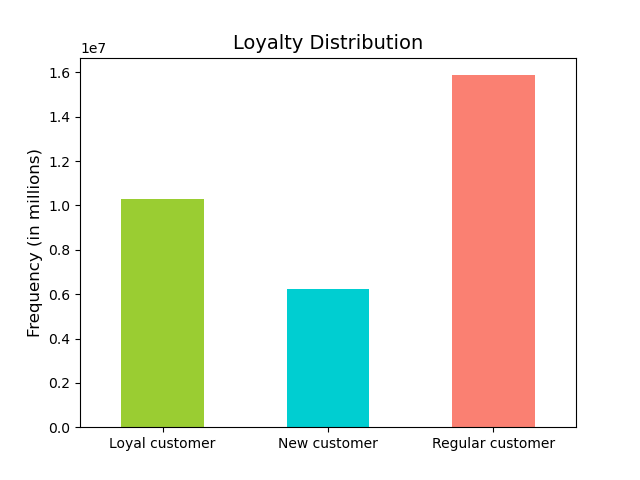 Loyalty Distribution
1e7
Frequency (in millions)
1.6
1.4
1.2
1.0
0.8
0.6
0.4
0.2
0.0
Loyal customer
New customer
Regular customer